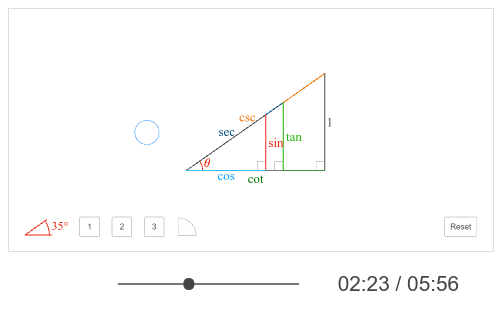 csc
sec
1
sin
tan
θ
cos
cot
35°
1
2
3
Reset
02:23 / 05:56